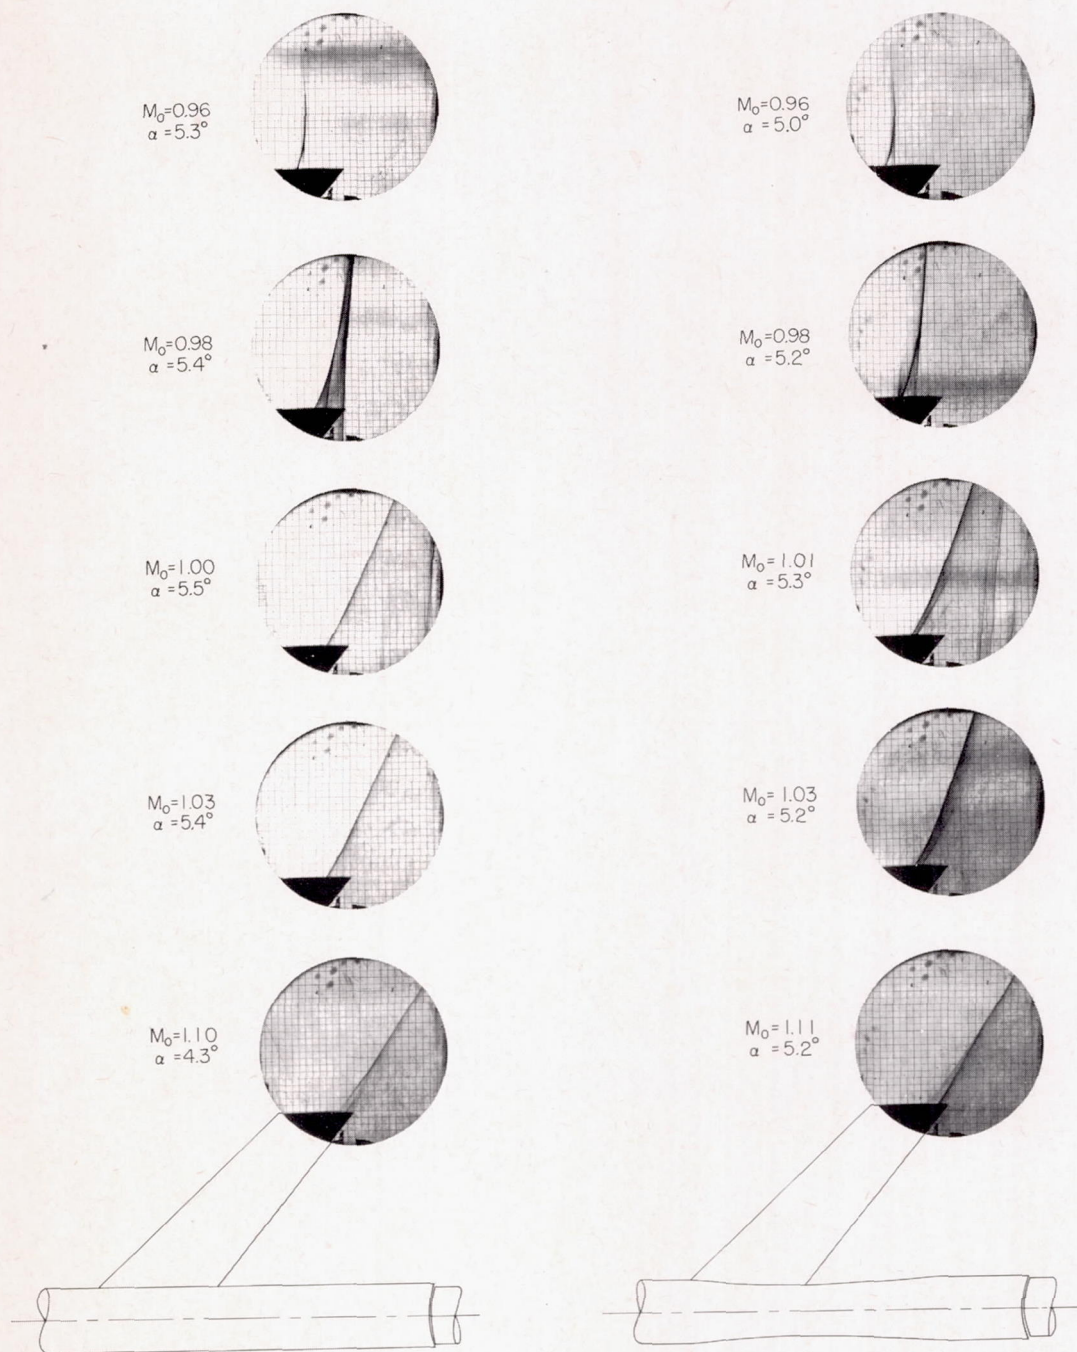 M₀=0.96
α =5.3°
M₀=0.96
α =5.0°
M₀=0.98
α =5.4°
M₀=0.98
α =5.2°
M₀=1.00
α =5.5°
M₀=1.01
α =5.3°
M₀=1.03
α =5.4°
M₀=1.03
α =5.2°
M₀=1.10
α =4.3°
M₀=1.11
α =5.2°